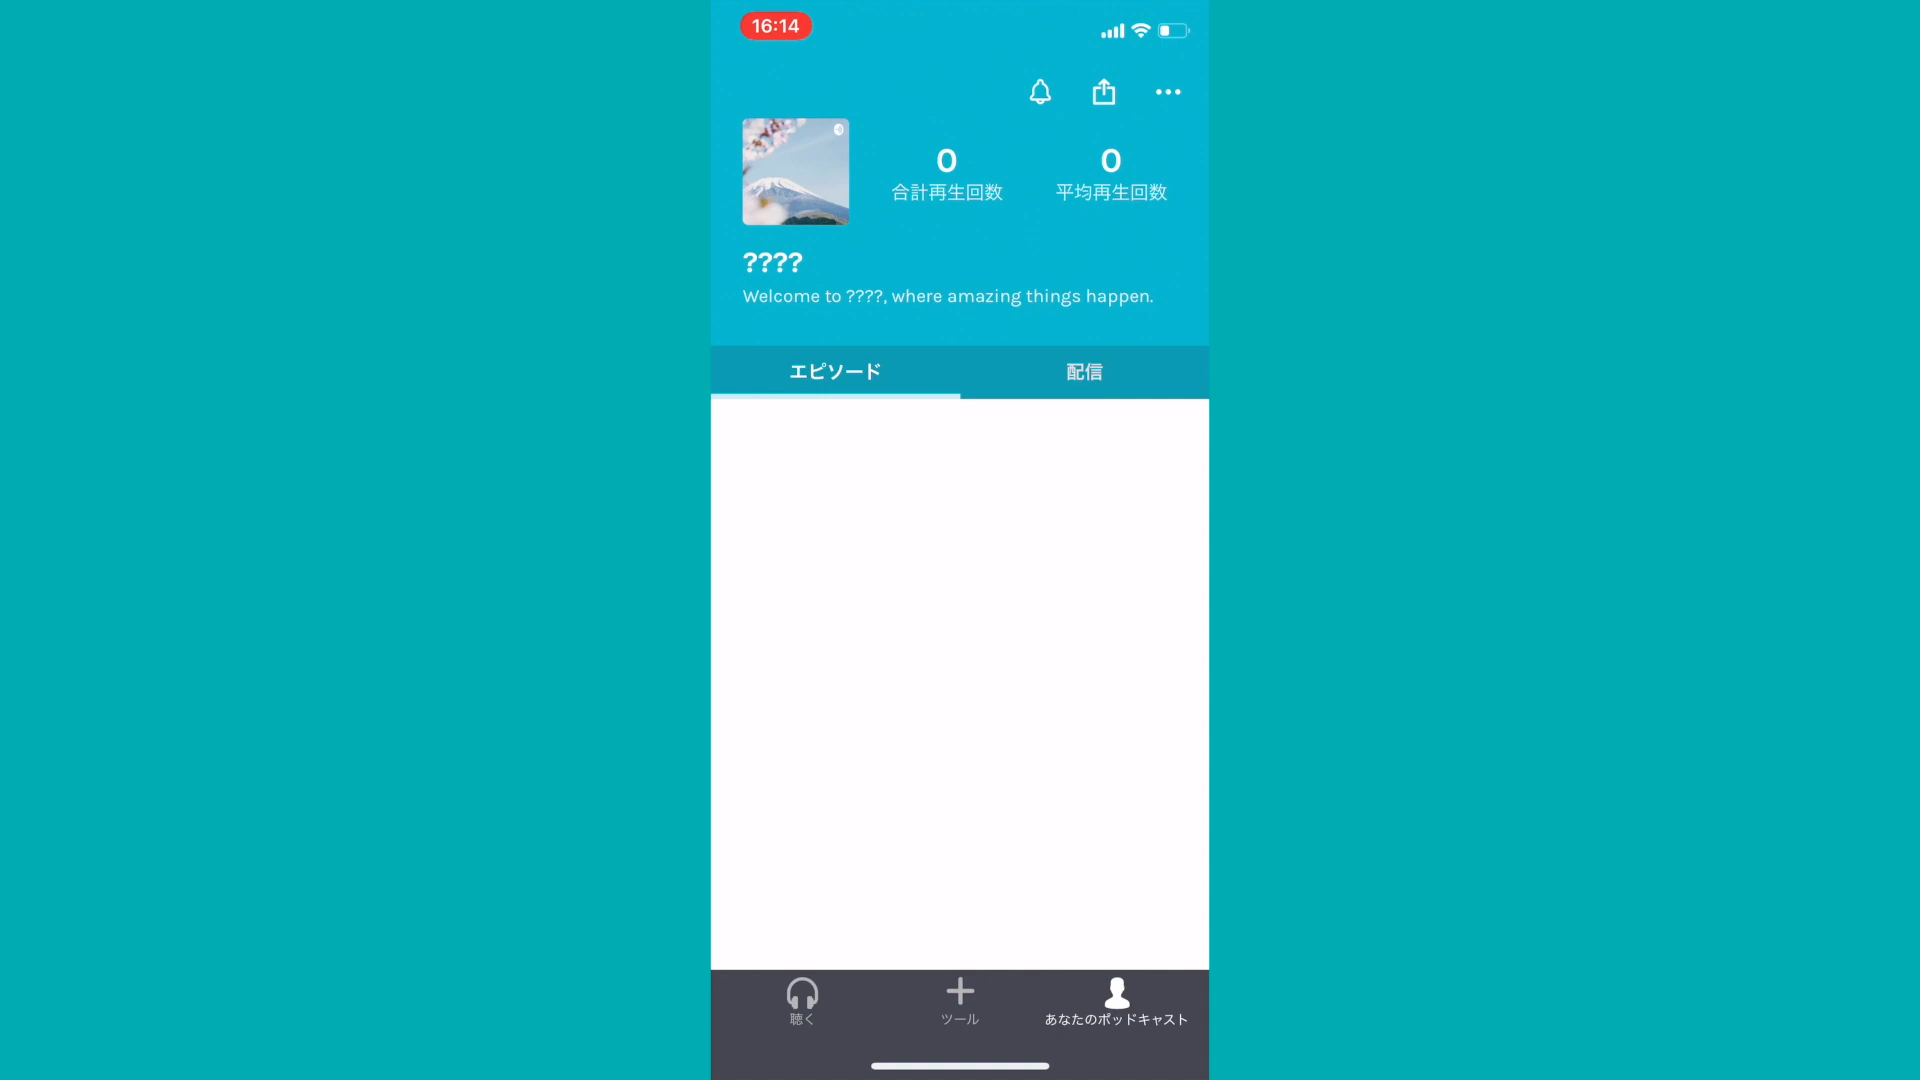 16:14
0
合計再生回数
0
平均再生回数
????
Welcome to ????, where amazing things happen.
エピソード
配信
聴く
ツール
あなたのポッドキャスト